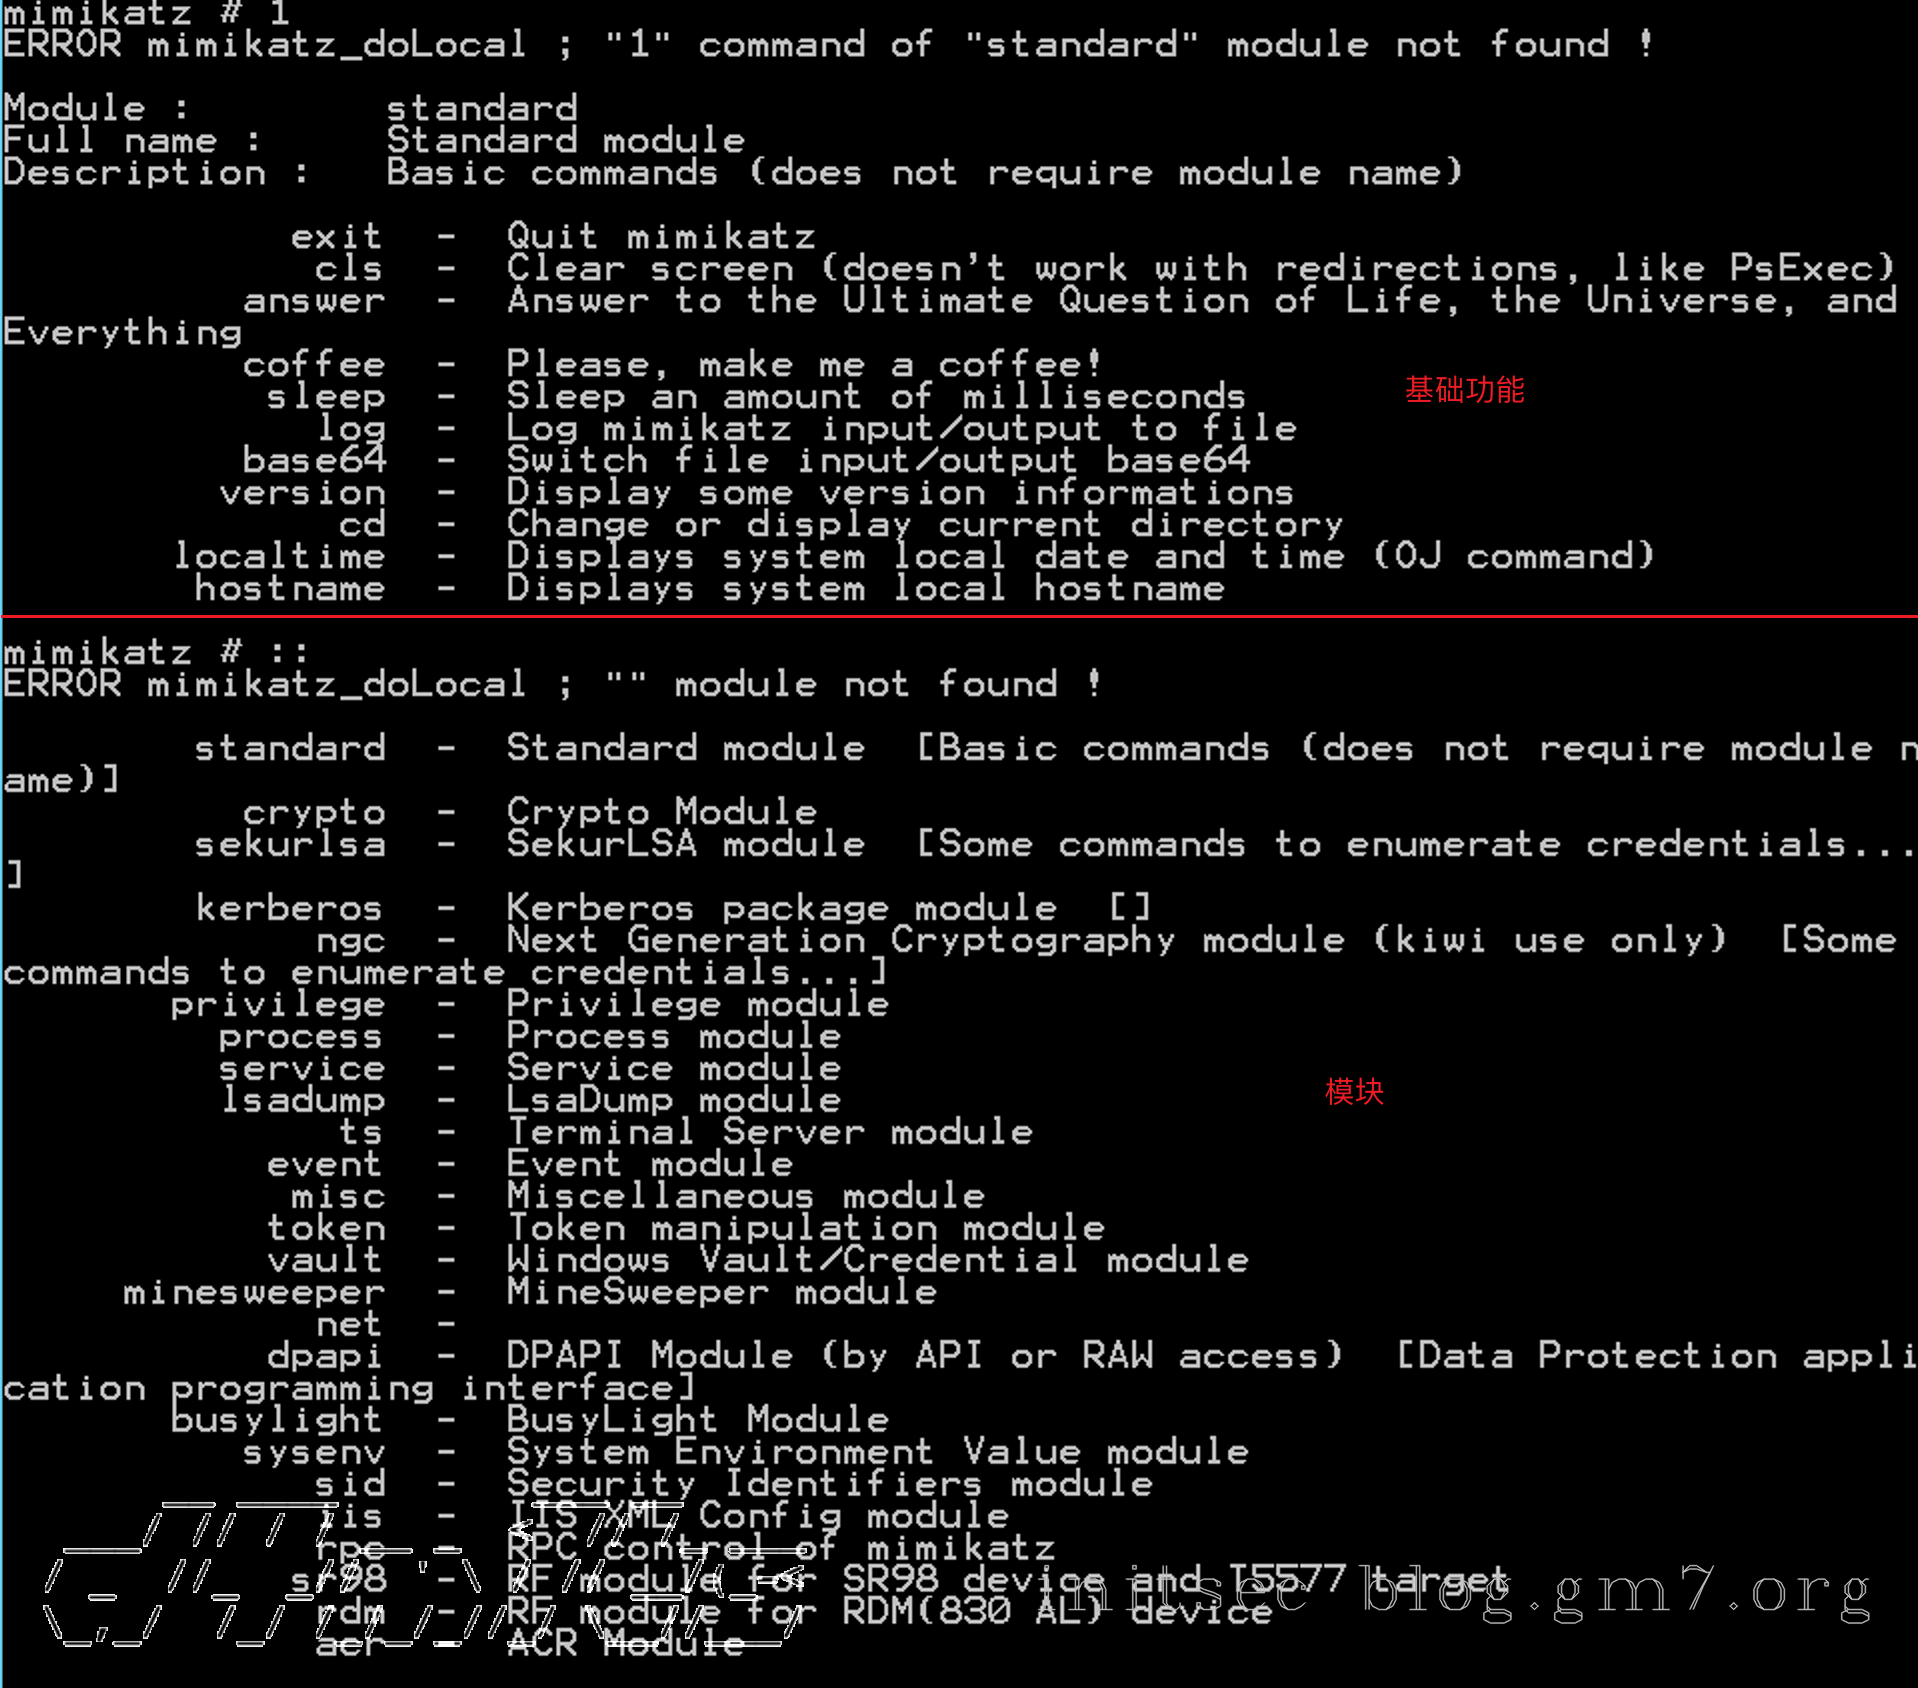 mimikatz # 1
ERROR mimikatz_doLocal ; "1" command of "standard" module not found !
Module :        standard
Full name :     Standard module
Description :   Basic commands (does not require module name)
exit  -  Quit mimikatz
cls  -  Clear screen (doesn't work with redirections, like PsExec)
answer  -  Answer to the Ultimate Question of Life, the Universe, and
Everything
coffee  -  Please, make me a coffee!
sleep  -  Sleep an amount of milliseconds
基础功能
log  -  Log mimikatz input/output to file
base64  -  Switch file input/output base64
version  -  Display some version informations
cd  -  Change or display current directory
localtime  -  Displays system local date and time (OJ command)
hostname  -  Displays system local hostname
mimikatz # ::
ERROR mimikatz_doLocal ; "" module not found !
standard  -  Standard module  [Basic commands (does not require module n
ame)]
crypto  -  Crypto Module
sekurlsa  -  SekurLSA module  [Some commands to enumerate credentials...
]
kerberos  -  Kerberos package module  []
ngc  -  Next Generation Cryptography module (kiwi use only)  [Some
commands to enumerate credentials...]
privilege  -  Privilege module
process  -  Process module
service  -  Service module
lsadump  -  LsaDump module
模块
ts  -  Terminal Server module
event  -  Event module
misc  -  Miscellaneous module
token  -  Token manipulation module
vault  -  Windows Vault/Credential module
minesweeper  -  MineSweeper module
net  -
dpapi  -  DPAPI Module (by API or RAW access)  [Data Protection appli
cation programming interface]
busylight  -  BusyLight Module
sysenv  -  System Environment Value module
sid  -  Security Identifiers module
iis  -  IIS XML Config module
rpc  -  RPC control of mimikatz
sr98  -  RF module for SR98 device and T5577 target
rdm  -  RF module for RDM(830 AL) device
acr  -  ACR Module
blog.gm7.org